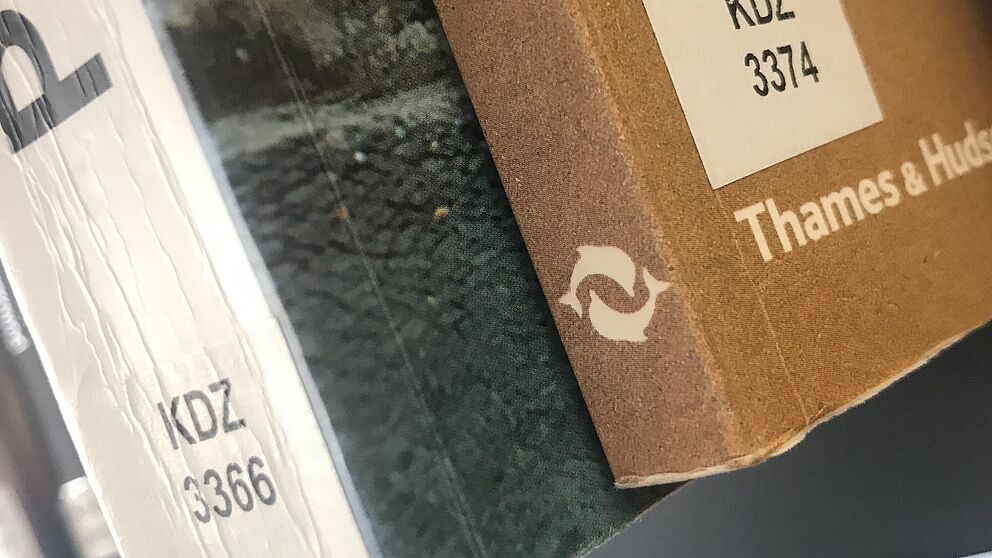 P
KDZ
3366
KDZ
3374
Thames & Huds